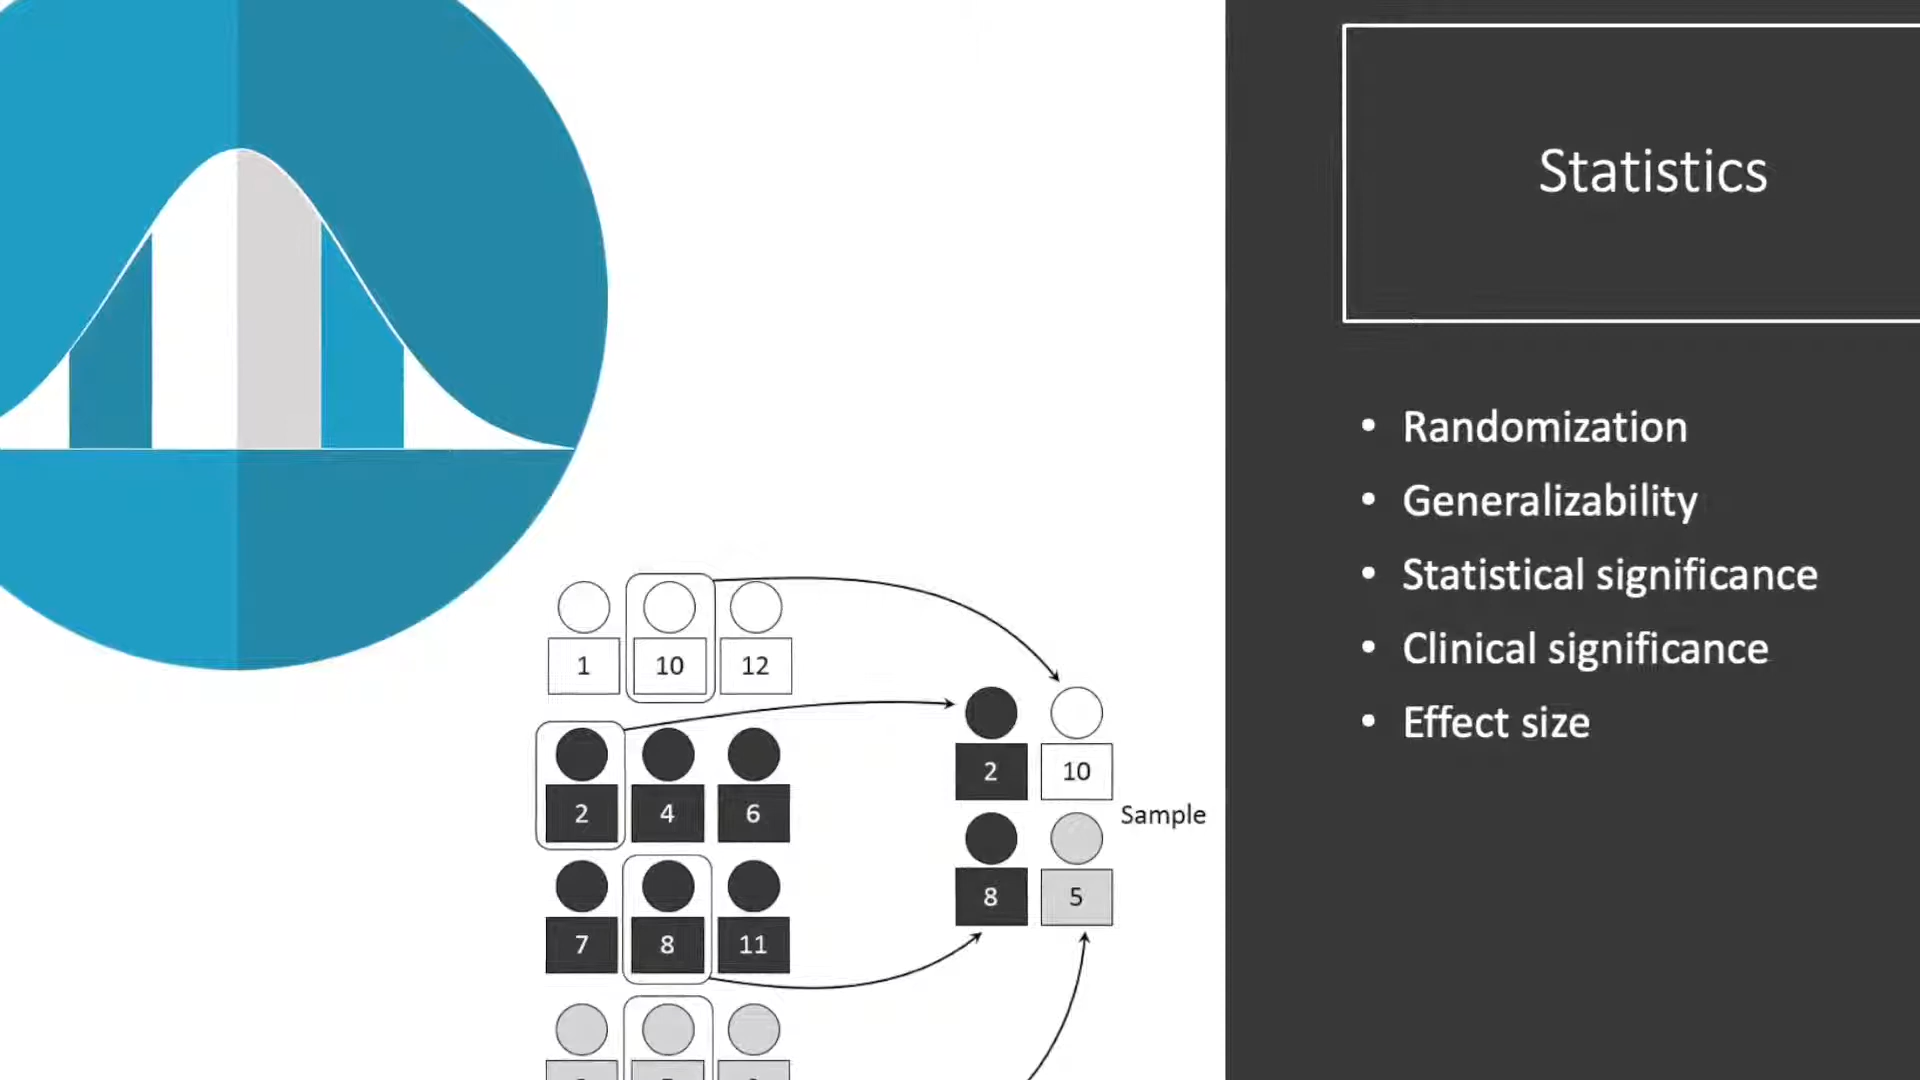 Statistics
• Randomization
• Generalizability
• Statistical significance
• Clinical significance
• Effect size
1 10 12
2 4 6
7 8 11
2 10
Sample
8 5